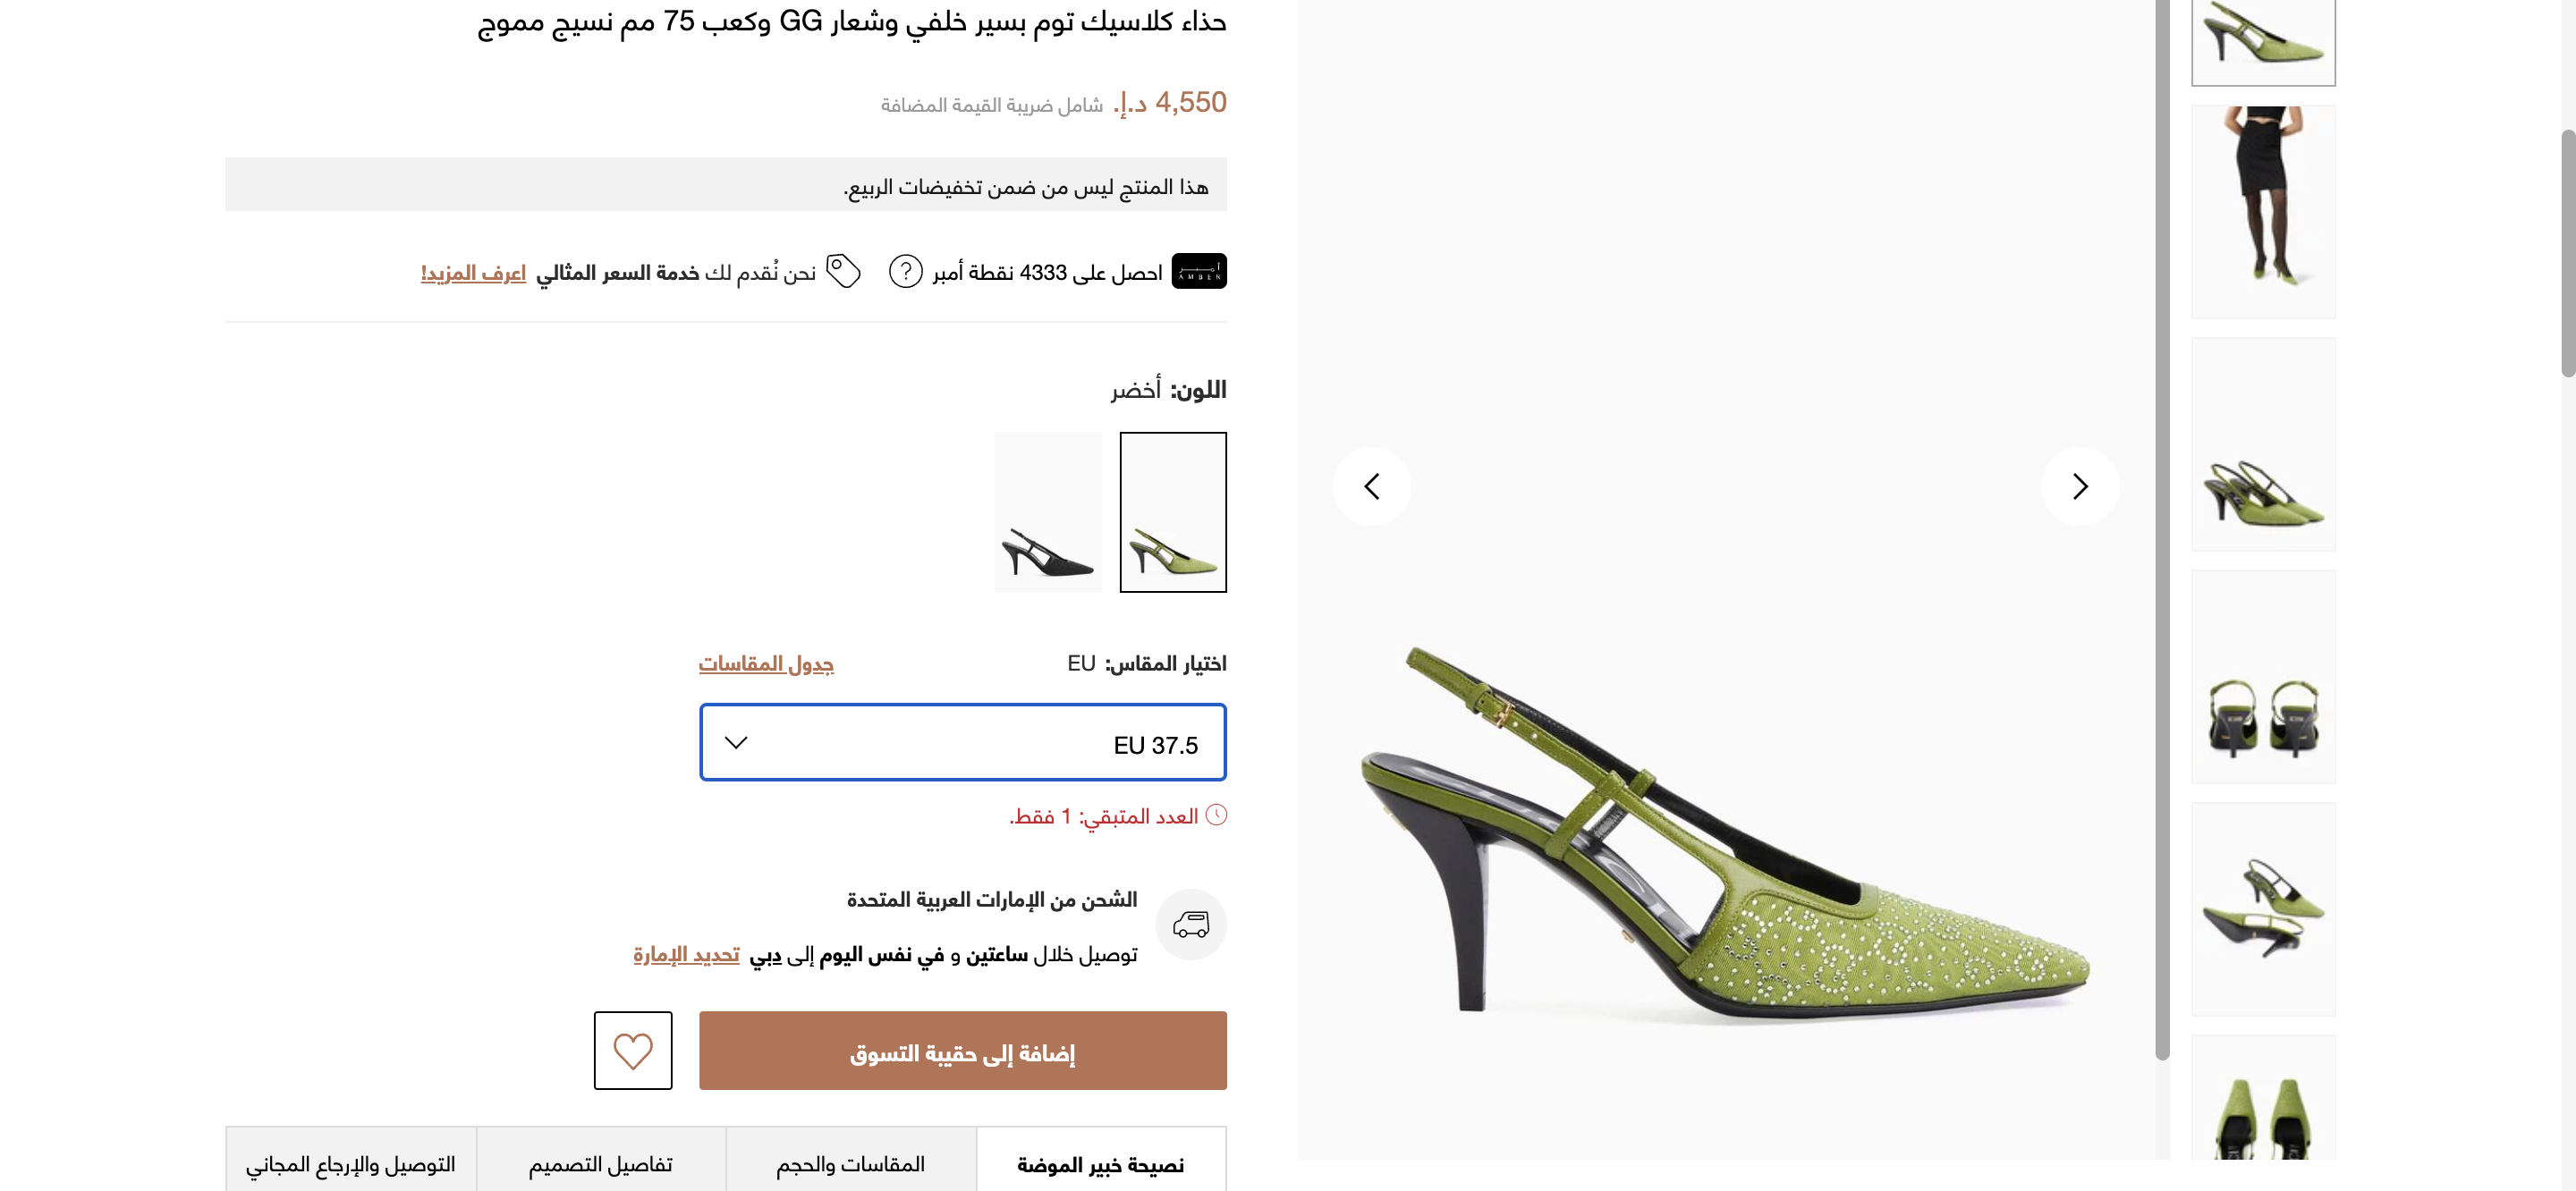 حذاء كلاسيك توم بسير خلفي وشعار GG وكعب 75 مم نسيج مموج
4,550 د.إ. شامل ضريبة القيمة المضافة
هذا المنتج ليس من ضمن تخفيضات الربيع.
أمبر AMBER احصل على 4333 نقطة أمبر ? نحن نُقدم لك خدمة السعر المثالي اعرف المزيد!
اللون: أخضر
اختيار المقاس: EU جدول المقاسات
EU 37.5
العدد المتبقي: 1 فقط.
الشحن من الإمارات العربية المتحدة
توصيل خلال ساعتين و في نفس اليوم إلى دبي تحديد الإمارة
إضافة إلى حقيبة التسوق
نصيحة خبير الموضة
المقاسات والحجم
تفاصيل التصميم
التوصيل والإرجاع المجاني